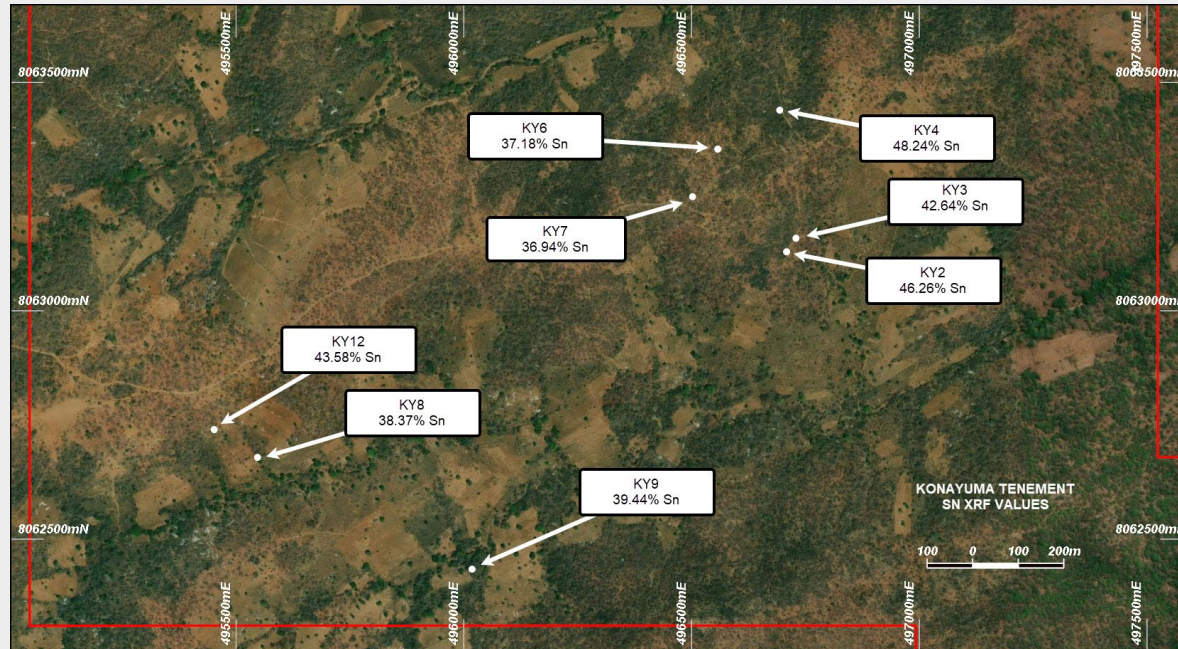 495500mE
496000mE
496500mE
497000mE
497500mE
8063500mN
8063500mN
KY6
37.18% Sn
KY4
48.24% Sn
KY3
42.64% Sn
KY7
36.94% Sn
KY2
46.26% Sn
8063000mN
8063000mN
KY12
43.58% Sn
KY8
38.37% Sn
KY9
39.44% Sn
KONAYUMA TENEMENT
SN XRF VALUES
8062500mN
8062500mN
100 0 100 200m
495500mE
496000mE
496500mE
497000mE
497500mE